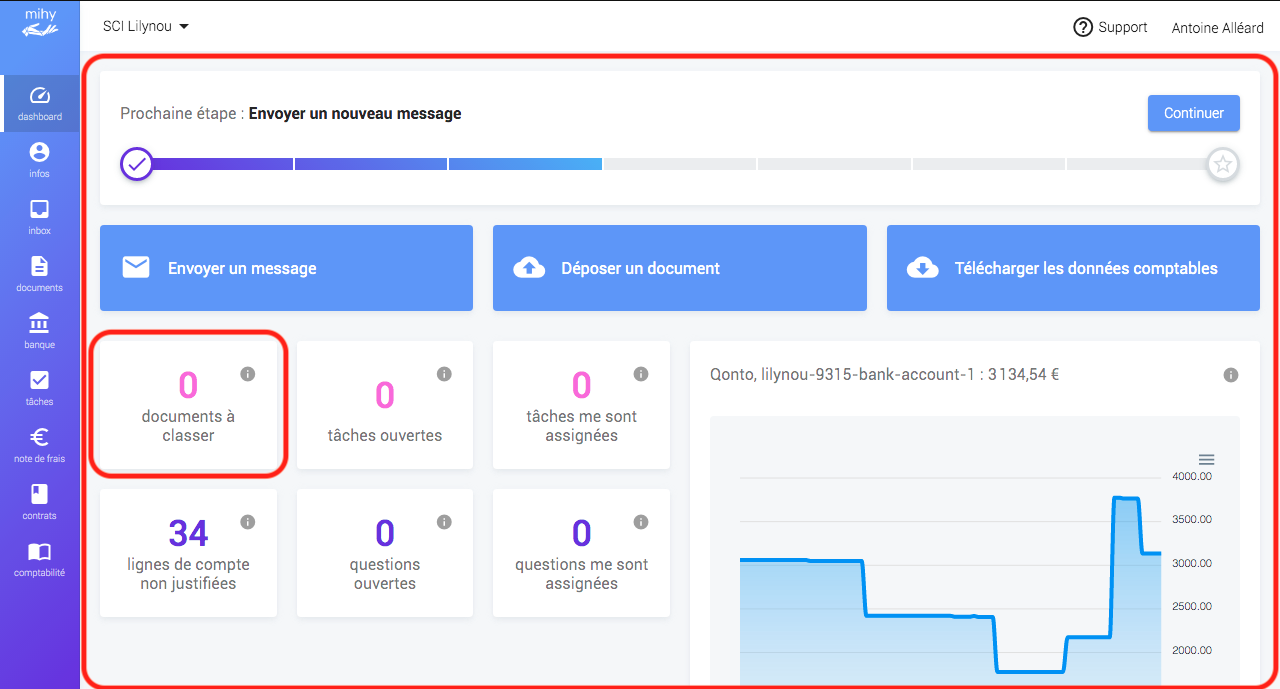 mihy
SCI Lilynou
Support
Antoine Alléard
dashboard
infos
inbox
documents
banque
tâches
note de frais
contrats
comptabilité
Prochaine étape : Envoyer un nouveau message
Continuer
Envoyer un message
Déposer un document
Télécharger les données comptables
0
documents à
classer
0
tâches ouvertes
0
tâches me sont
assignées
34
lignes de compte
non justifiées
0
questions
ouvertes
0
questions me sont
assignées
Qonto, lilynou-9315-bank-account-1 : 3 134,54 €
4000.00
3500.00
3000.00
2500.00
2000.00